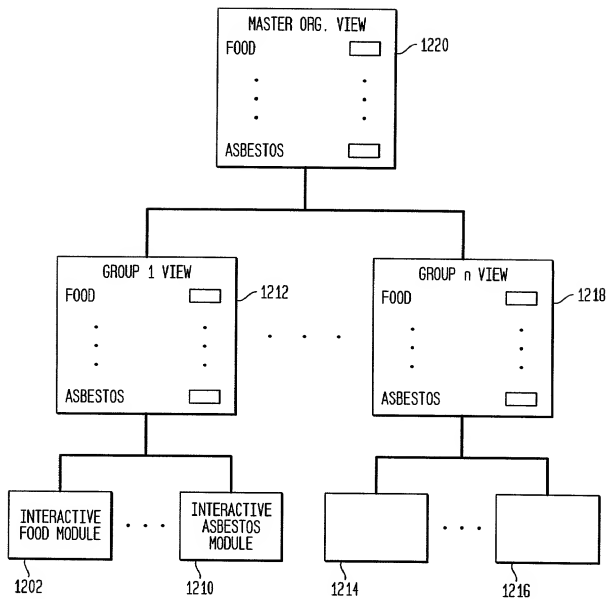 MASTER ORG. VIEW
FOOD
ASBESTOS
1220
GROUP 1 VIEW
FOOD
ASBESTOS
1212
GROUP n VIEW
FOOD
ASBESTOS
1218
INTERACTIVE
FOOD MODULE
INTERACTIVE
ASBESTOS
MODULE
1202
1210
1214
1216